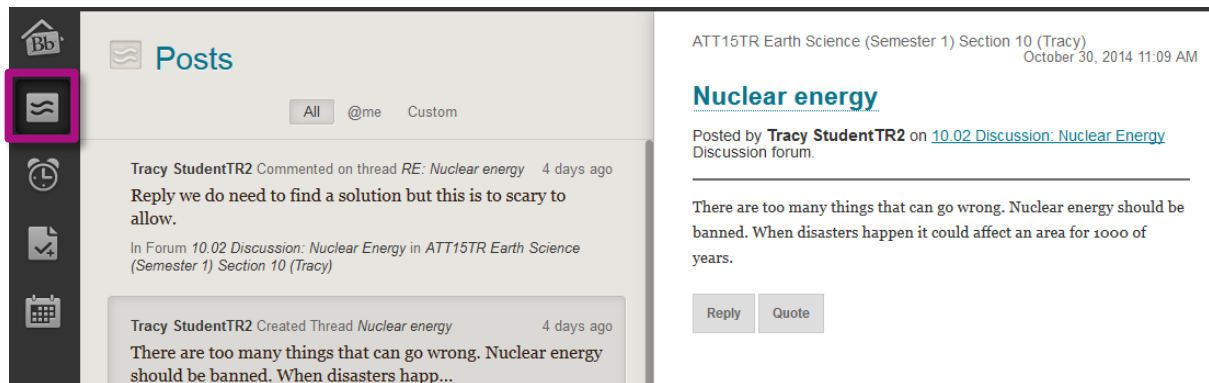 Bb
Posts
All @me Custom
Tracy StudentTR2 Commented on thread RE: Nuclear energy 4 days ago
Reply we do need to find a solution but this is to scary to
allow.
In Forum 10.02 Discussion: Nuclear Energy in ATT15TR Earth Science
(Semester 1) Section 10 (Tracy)
Tracy StudentTR2 Created Thread Nuclear energy 4 days ago
There are too many things that can go wrong. Nuclear energy
should be banned. When disasters happ...
ATT15TR Earth Science (Semester 1) Section 10 (Tracy)
October 30, 2014 11:09 AM
Nuclear energy
Posted by Tracy StudentTR2 on 10.02 Discussion: Nuclear Energy
Discussion forum.
There are too many things that can go wrong. Nuclear energy should be
banned. When disasters happen it could affect an area for 1000 of
years.
Reply Quote